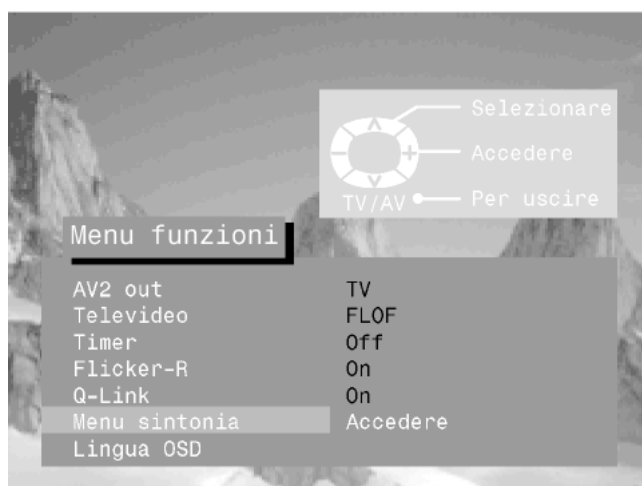 Selezionare
Accedere
TV/AV Per uscire
Menu funzioni
AV2 out TV
Televideo FLOF
Timer Off
Flicker-R On
Q-Link On
Menu sintonia Accedere
Lingua OSD